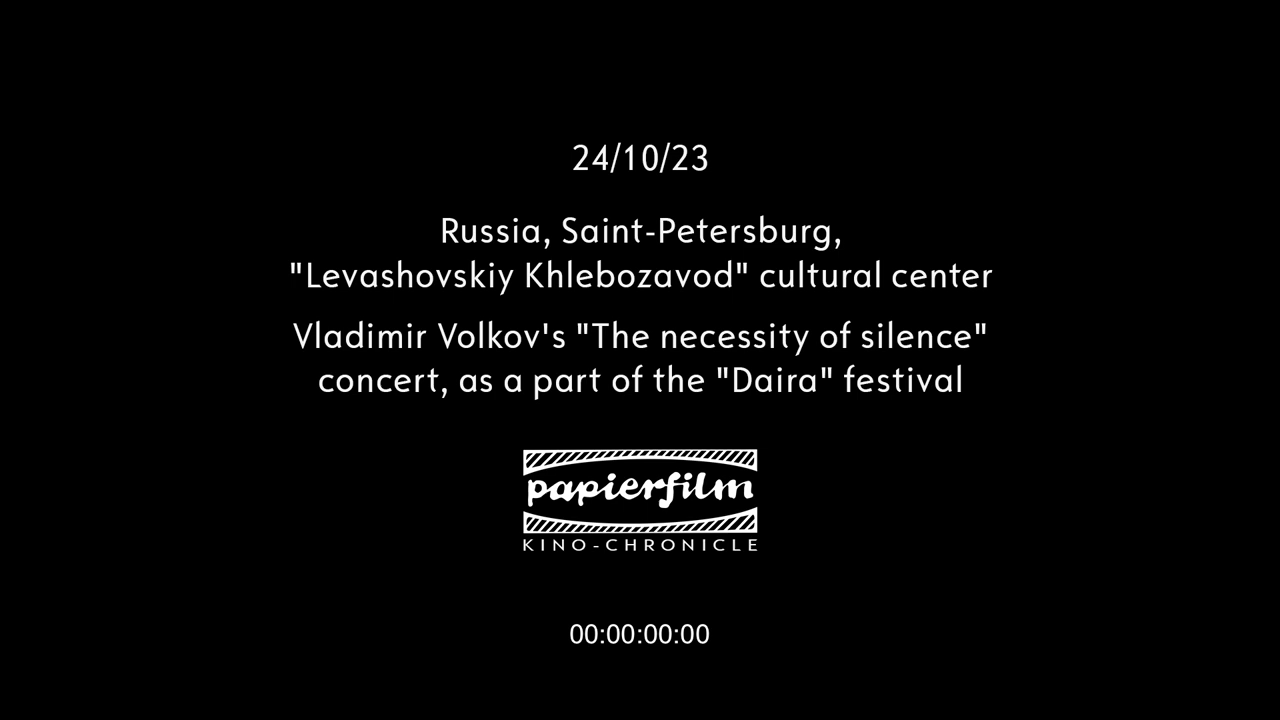 24/10/23
Russia, Saint-Petersburg,
"Levashovskiy Khlebozavod" cultural center
Vladimir Volkov's "The necessity of silence"
concert, as a part of the "Daira" festival
papierfilm
KINO-CHRONICLE
00:00:00:00